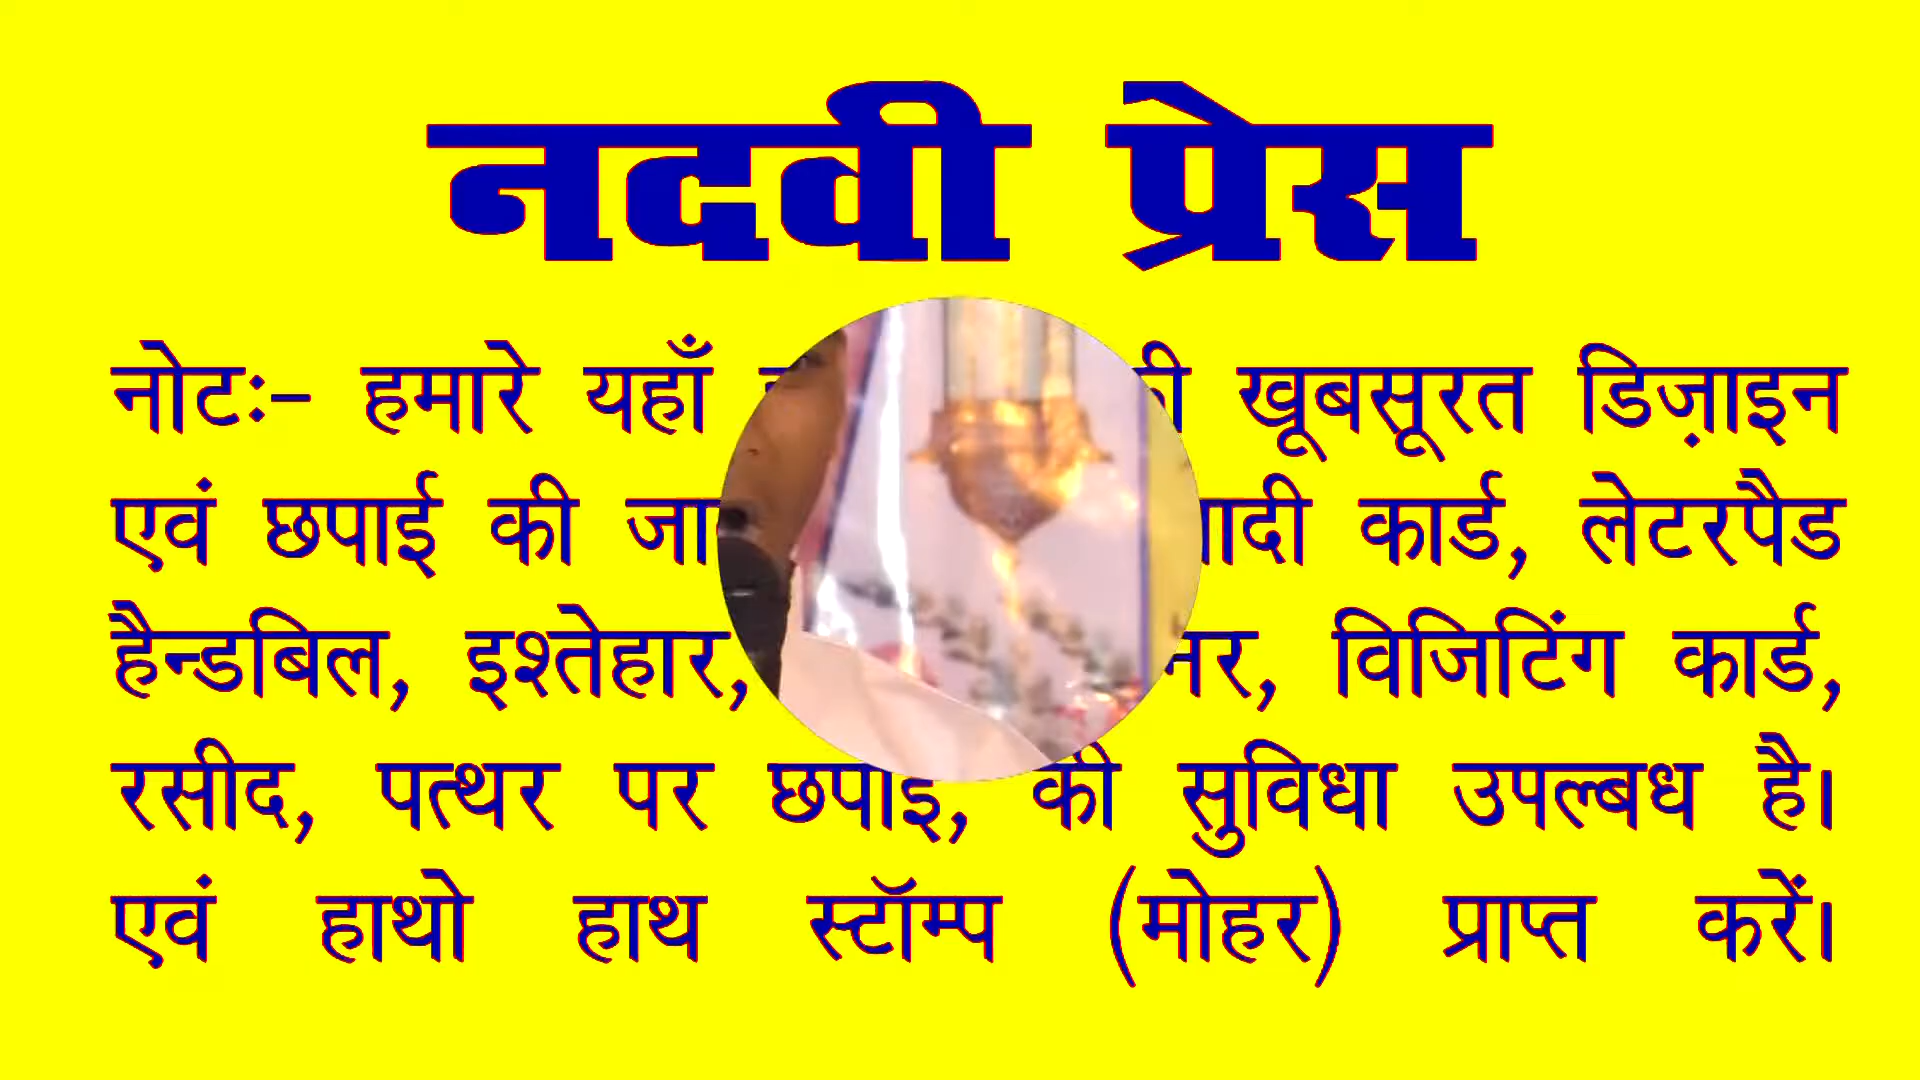 नदवी प्रेस
नोटः- हमारे यहाँ खूबसूरत डिज़ाइन
एवं छपाई की कार्ड, लेटरपैड
हैन्डबिल, इश्तेहार, विजिटिंग कार्ड,
रसीद, पत्थर पर छपाई, की सुविधा उपल्बध है।
एवं हाथो हाथ स्टॉम्प (मोहर) प्राप्त करें।